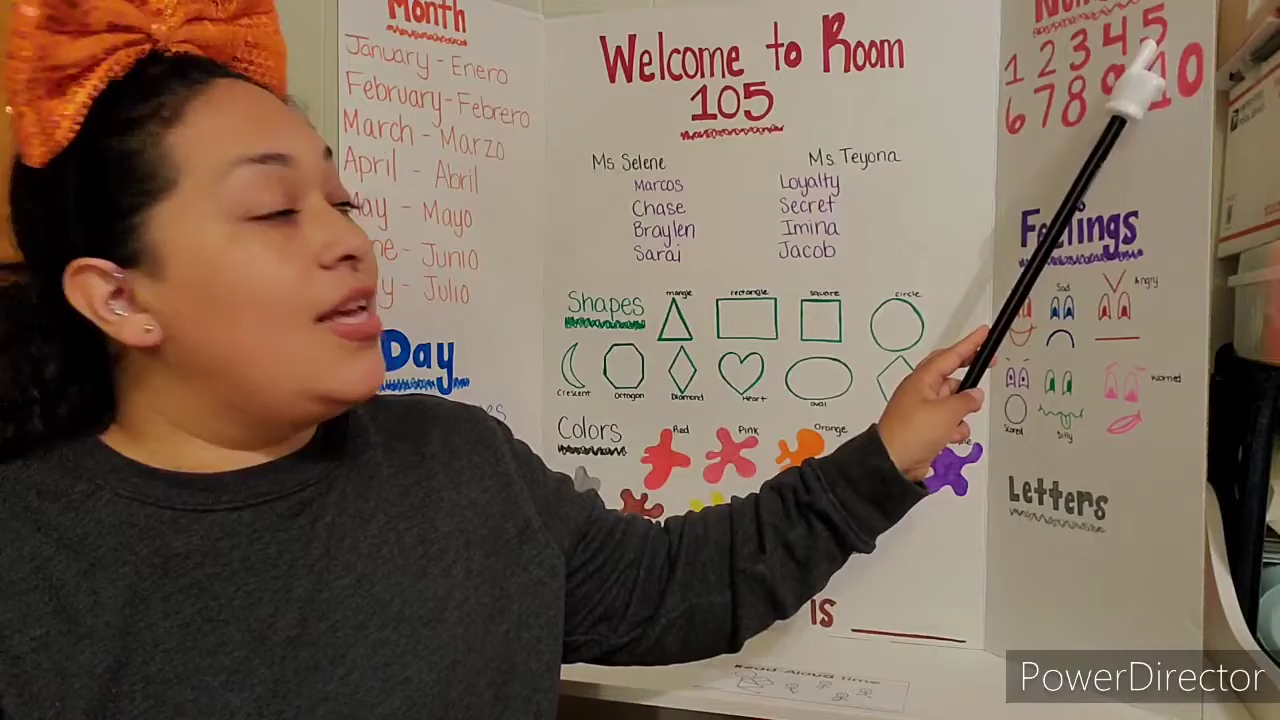 Month
January - Enero
February - Febrero
March - Marzo
April - Abril
May - Mayo
Junio
Julio
Day
Welcome to Room
105
Ms Selene
Marcos
Chase
Braylen
Sarai
Ms Teyona
Loyalty
Secret
Imina
Jacob
Shapes
triangle
rectangle
square
circle
Crescent
Octagon
Diamond
Heart
oval
Colors
Red
Pink
Orange
IS
Read-Aloud Time
1 2 3 4 5
6 7 8 9 10
Feelings
Sad
Angry
Scared
Silly
Worried
Letters
PowerDirector